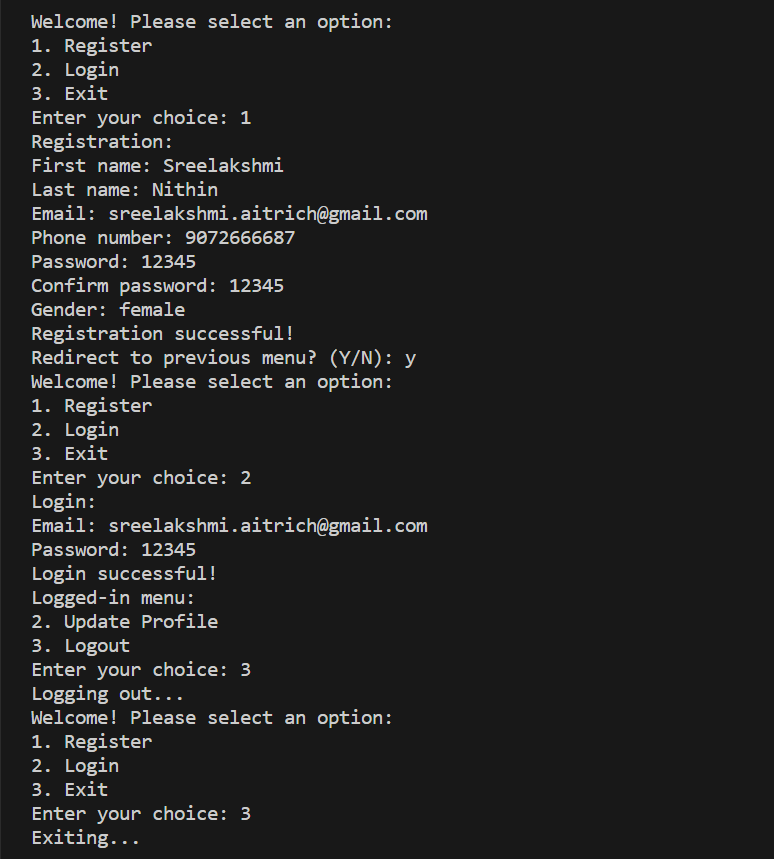 Welcome! Please select an option:
1. Register
2. Login
3. Exit
Enter your choice: 1
Registration:
First name: Sreelakshmi
Last name: Nithin
Email: sreelakshmi.aitrich@gmail.com
Phone number: 9072666687
Password: 12345
Confirm password: 12345
Gender: female
Registration successful!
Redirect to previous menu? (Y/N): y
Welcome! Please select an option:
1. Register
2. Login
3. Exit
Enter your choice: 2
Login:
Email: sreelakshmi.aitrich@gmail.com
Password: 12345
Login successful!
Logged-in menu:
2. Update Profile
3. Logout
Enter your choice: 3
Logging out...
Welcome! Please select an option:
1. Register
2. Login
3. Exit
Enter your choice: 3
Exiting...